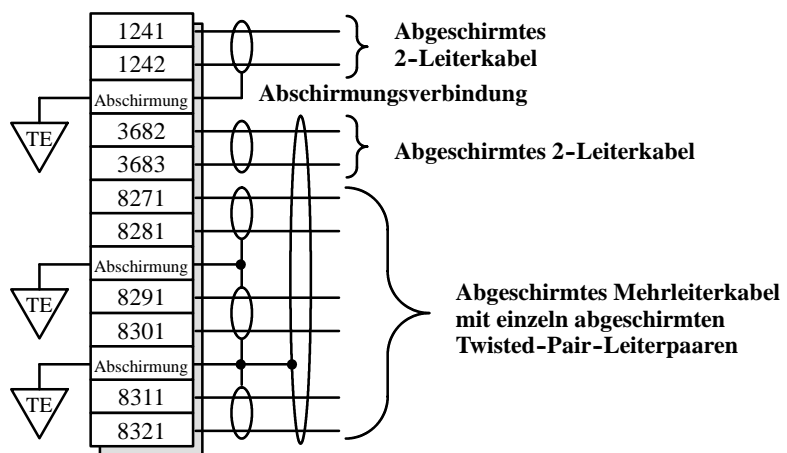 1241
1242
Abschirmung
3682
3683
8271
8281
Abschirmung
8291
8301
Abschirmung
8311
8321
TE
TE
TE
Abgeschirmtes
2-Leiterkabel
Abschirmungsverbindung
Abgeschirmtes 2-Leiterkabel
Abgeschirmtes Mehrleiterkabel
mit einzeln abgeschirmten
Twisted-Pair-Leiterpaaren